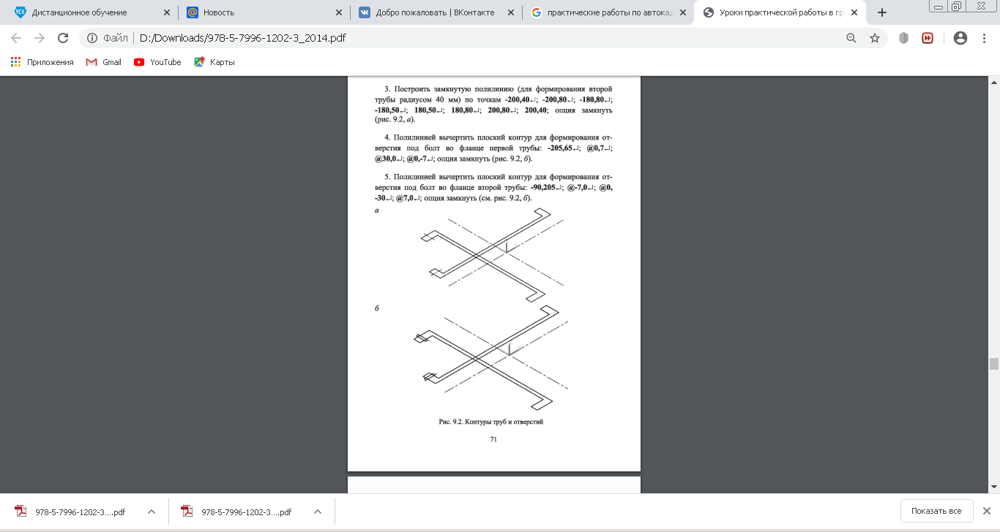 Дистанционное обучение
Новость
Добро пожаловать | ВКонтакте
практические работы по автокад
Уроки практической работы в гр
Файл | D:/Downloads/978-5-7996-1202-3_2014.pdf
Приложения
Gmail
YouTube
Карты
3. Построить замкнутую полилинию (для формирования второй
трубы радиусом 40 мм) по точкам -200,40↵; -200,80↵; -180,80↵;
-180,50↵; 180,50↵; 180,80↵; 200,80↵; 200,40; опция замкнуть
(рис. 9.2, а).
4. Полилинией вычертить плоский контур для формирования от-
верстия под болт во фланце первой трубы: -205,65↵; @0,7↵;
@30,0↵; @0,-7↵; опция замкнуть (рис. 9.2, б).
5. Полилинией вычертить плоский контур для формирования от-
верстия под болт во фланце второй трубы: -90,205↵; @-7,0↵; @0,
-30↵; @7,0↵; опция замкнуть (см. рис. 9.2, б).
а
б
Рис. 9.2. Контуры труб и отверстий
71
978-5-7996-1202-3....pdf
978-5-7996-1202-3....pdf
Показать все